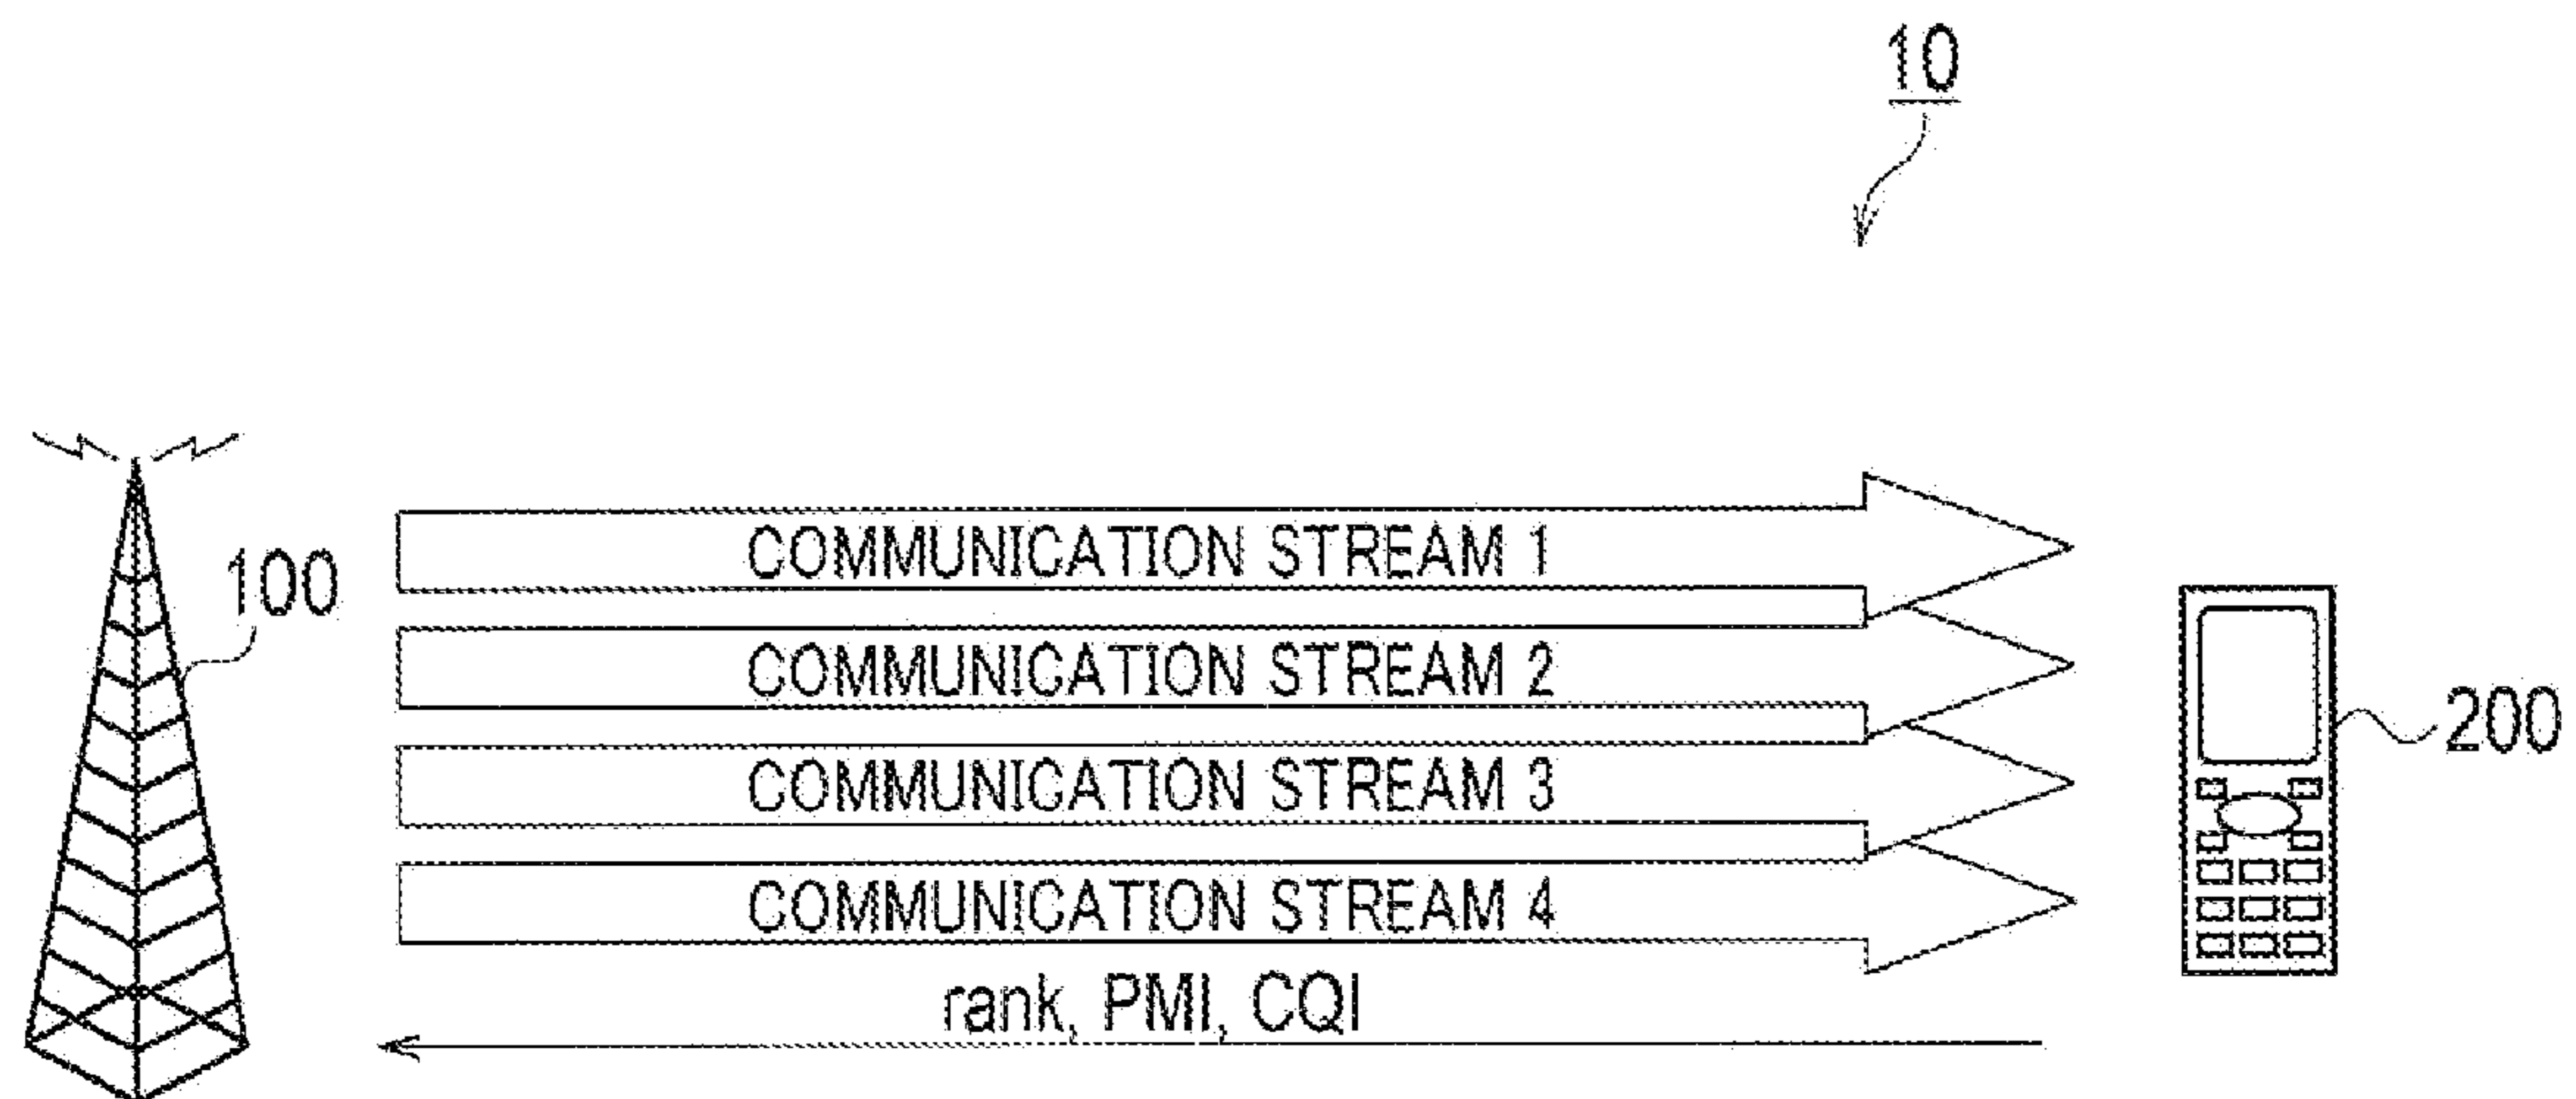 10
COMMUNICATION STREAM 1
100
COMMUNICATION STREAM 2
200
COMMUNICATION STREAM 3
COMMUNICATION STREAM 4
rank, PMI, CQI